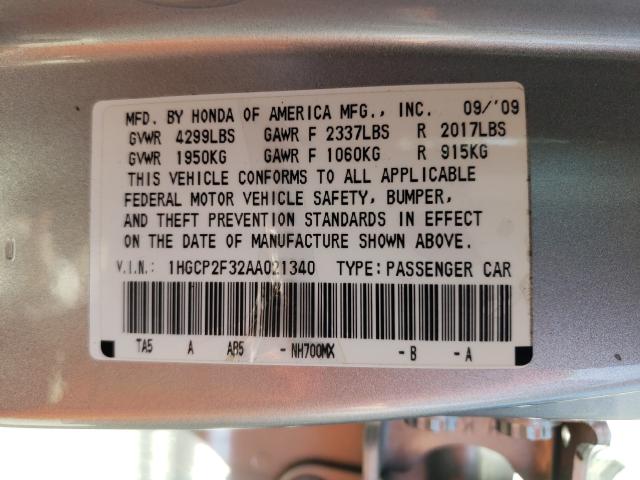 MFD. BY HONDA OF AMERICA MFG., INC. 09/'09
GVWR 4299LBS GAWR F 2337LBS R 2017LBS
GVWR 1950KG GAWR F 1060KG R 915KG
THIS VEHICLE CONFORMS TO ALL APPLICABLE
FEDERAL MOTOR VEHICLE SAFETY, BUMPER,
AND THEFT PREVENTION STANDARDS IN EFFECT
ON THE DATE OF MANUFACTURE SHOWN ABOVE.
V.I.N.: 1HGCP2F32AA021340 TYPE: PASSENGER CAR
TA5 A AB5 - NH700MX - B - A